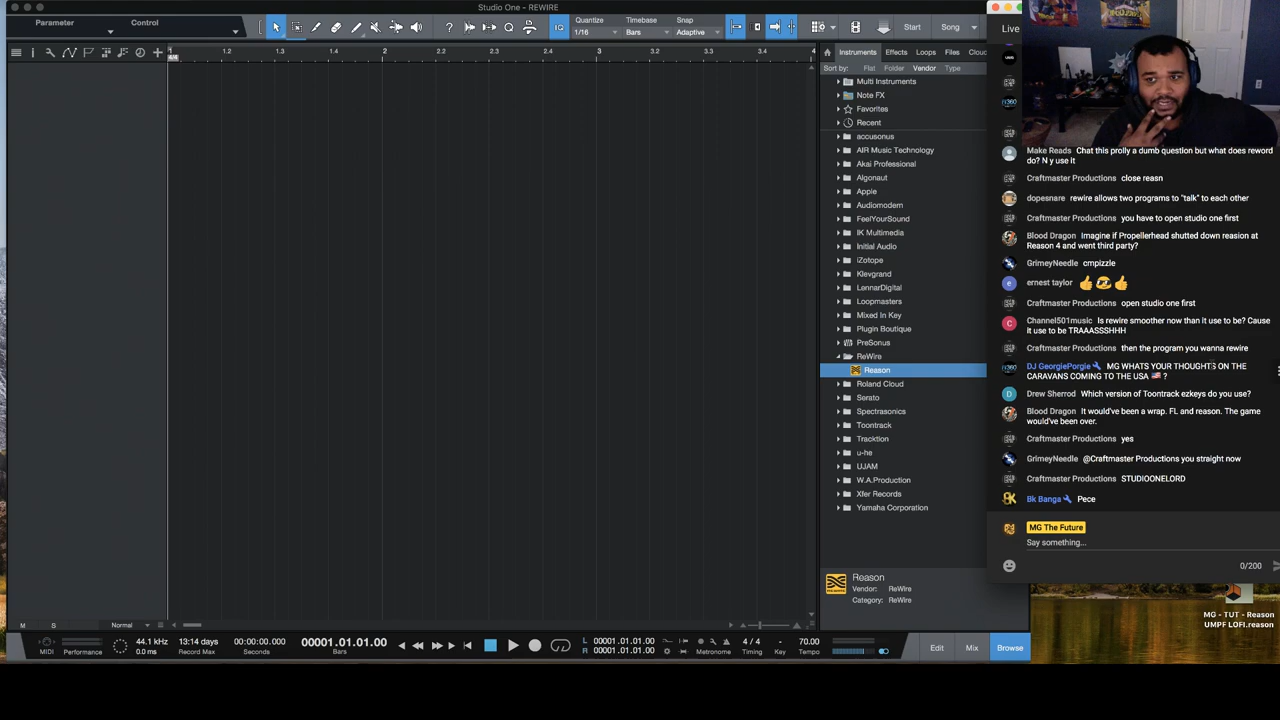 Studio One - REWIRE
Parameter
Control
IQ
Quantize
1/16
Timebase
Bars
Snap
Adaptive
Start
Song
1
4/4
1.2
1.3
1.4
2
2.2
2.3
2.4
3
3.2
3.3
3.4
Instruments
Effects
Loops
Files
Clou
Sort by:
Flat
Folder
Vendor
Type
Multi Instruments
Note FX
Favorites
Recent
accusonus
AIR Music Technology
Akai Professional
Algonaut
Apple
Audiomodern
FeelYourSound
IK Multimedia
Initial Audio
iZotope
Klevgrand
LennarDigital
Loopmasters
Mixed In Key
Plugin Boutique
PreSonus
ReWire
Reason
Roland Cloud
Serato
Spectrasonics
Toontrack
Tracktion
u-he
UJAM
W.A.Production
Xfer Records
Yamaha Corporation
Reason
Vendor: ReWire
Category: ReWire
M
S
Normal
MIDI
Performance
44.1 kHz
0.0 ms
13:14 days
Record Max
00:00:00.000
Seconds
00001.01.01.00
Bars
L 00001.01.01.00
R 00001.01.01.00
Metronome
4 / 4
Timing
Key
70.00
Tempo
Edit
Mix
Browse
Live
Make Reads Chat this prolly a dumb question but what does reword
do? N y use it
Craftmaster Productions close reasn
dopesnare rewire allows two programs to "talk" to each other
Craftmaster Productions you have to open studio one first
Blood Dragon Imagine if Propellerhead shutted down reasion at
Reason 4 and went third party?
GrimeyNeedle cmpizzle
ernest taylor 👍🙆👍
Craftmaster Productions open studio one first
Channel501music Is rewire smoother now than it use to be? Cause
it use to be TRAAASSSHHH
Craftmaster Productions then the program you wanna rewire
DJ GeorgiePorgie MG WHATS YOUR THOUGHTS ON THE
CARAVANS COMING TO THE USA 🇺🇸 ?
Drew Sherrod Which version of Toontrack ezkeys do you use?
Blood Dragon It would've been a wrap. FL and reason. The game
would've been over.
Craftmaster Productions yes
GrimeyNeedle @Craftmaster Productions you straight now
Craftmaster Productions STUDIOONELORD
Bk Banga Pece
MG The Future
Say something...
0/200
MG - TUT - Reason
UMPF LOFI.reason